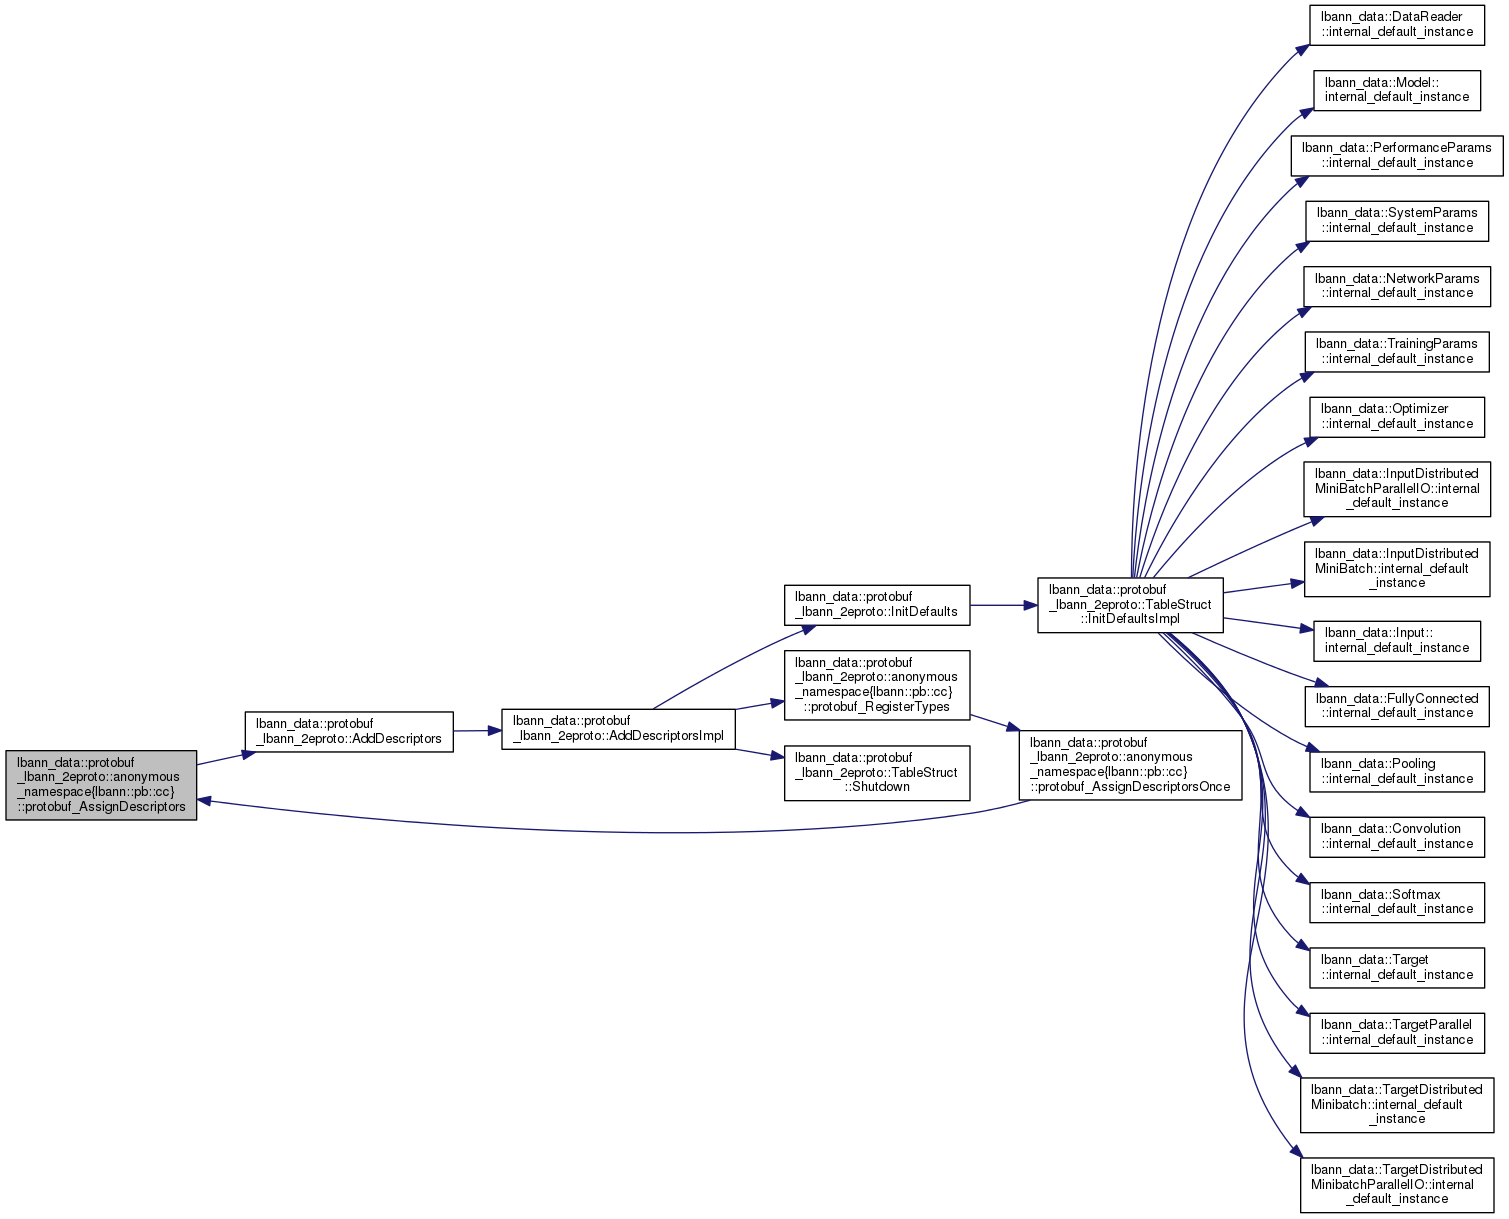 lbann_data::protobuf
_lbann_2eproto::anonymous
_namespace{lbann::pb::cc}
::protobuf_AssignDescriptors
lbann_data::protobuf
_lbann_2eproto::AddDescriptors
lbann_data::protobuf
_lbann_2eproto::AddDescriptorsImpl
lbann_data::protobuf
_lbann_2eproto::InitDefaults
lbann_data::protobuf
_lbann_2eproto::anonymous
_namespace{lbann::pb::cc}
::protobuf_RegisterTypes
lbann_data::protobuf
_lbann_2eproto::TableStruct
::Shutdown
lbann_data::protobuf
_lbann_2eproto::TableStruct
::InitDefaultsImpl
lbann_data::protobuf
_lbann_2eproto::anonymous
_namespace{lbann::pb::cc}
::protobuf_AssignDescriptorsOnce
lbann_data::DataReader
::internal_default_instance
lbann_data::Model::
internal_default_instance
lbann_data::PerformanceParams
::internal_default_instance
lbann_data::SystemParams
::internal_default_instance
lbann_data::NetworkParams
::internal_default_instance
lbann_data::TrainingParams
::internal_default_instance
lbann_data::Optimizer
::internal_default_instance
lbann_data::InputDistributed
MiniBatchParallelIO::internal
_default_instance
lbann_data::InputDistributed
MiniBatch::internal_default
_instance
lbann_data::Input::
internal_default_instance
lbann_data::FullyConnected
::internal_default_instance
lbann_data::Pooling
::internal_default_instance
lbann_data::Convolution
::internal_default_instance
lbann_data::Softmax
::internal_default_instance
lbann_data::Target
::internal_default_instance
lbann_data::TargetParallel
::internal_default_instance
lbann_data::TargetDistributed
Minibatch::internal_default
_instance
lbann_data::TargetDistributed
MinibatchParallelIO::internal
_default_instance